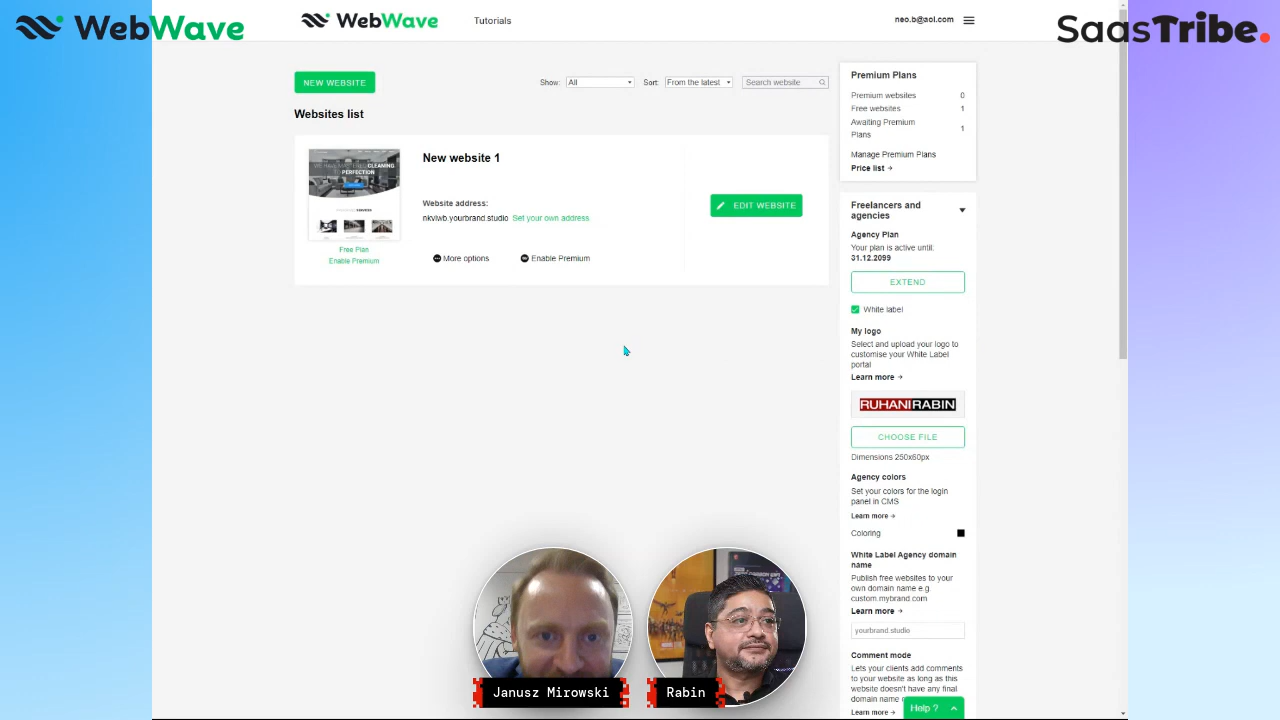 WebWave
WebWave
Tutorials
neo.b@aol.com
SaasTribe.
NEW WEBSITE
Show:
All
Sort:
From the latest
Search website
Websites list
New website 1
Website address:
nkvlwb.yourbrand.studio Set your own address
Free Plan
Enable Premium
More options
Enable Premium
EDIT WEBSITE
Premium Plans
Premium websites 0
Free websites 1
Awaiting Premium
Plans 1
Manage Premium Plans
Price list →
Freelancers and
agencies
Agency Plan
Your plan is active until:
31.12.2099
EXTEND
White label
My logo
Select and upload your logo to
customise your White Label
portal
Learn more →
RUHANIRABIN
CHOOSE FILE
Dimensions 250x60px
Agency colors
Set your colors for the login
panel in CMS
Learn more →
Coloring
White Label Agency domain
name
Publish free websites to your
own domain name e.g.
custom.mybrand.com
Learn more →
yourbrand.studio
Comment mode
Lets your clients add comments
to your website as long as this
website doesn't have any final
domain name
Learn more →
Help ?
Janusz Mirowski
Rabin